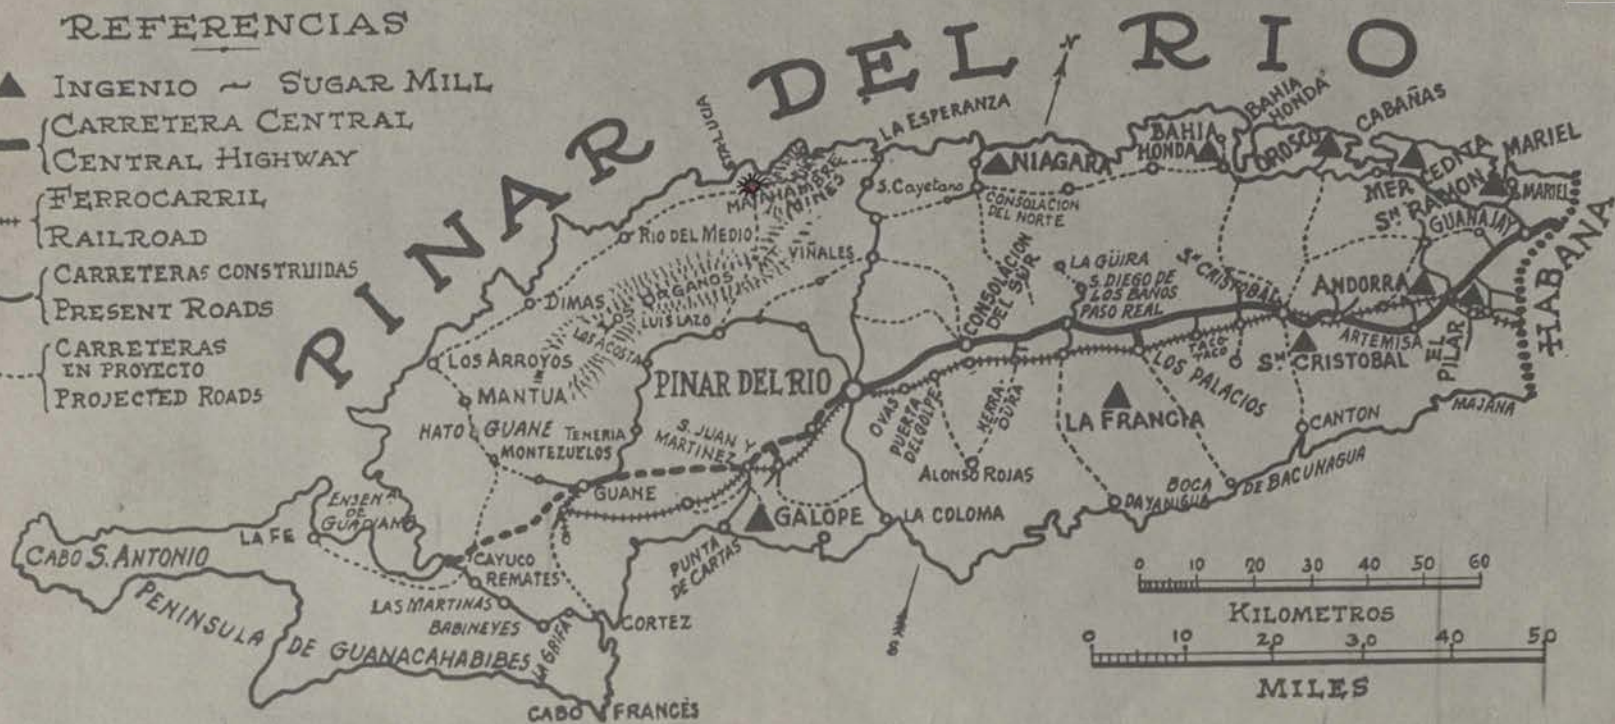 REFERENCIAS
INGENIO ~ SUGAR MILL
CARRETERA CENTRAL
CENTRAL HIGHWAY
FERROCARRIL
RAILROAD
CARRETERAS CONSTRUIDAS
PRESENT ROADS
CARRETERAS
EN PROYECTO
PROJECTED ROADS
PINAR DEL RIO
N
STA. LUCIA
LA ESPERANZA
BAHIA
HONDA
CABAÑAS
MARIEL
NIAGARA
BAHIA
HONDA
OROSCO
MERCEDITA
Sn. RAMON
MARIEL
MATAHAMBRE
MINES
S. Cayetano
CONSOLACION
DEL NORTE
GUANAJAY
HABANA
RIO DEL MEDIO
VIÑALES
LA GÜIRA
S. DIEGO DE
LOS BAÑOS
PASO REAL
Sn. CRISTOBAL
ANDORRA
DIMAS
ORGANOS
MT.
LUIS LAZO
LOS ACOSTA
CONSOLACION
DEL SUR
ARTEMISA
EL
PILAR
LOS ARROYOS
MANTUA
PINAR DEL RIO
TACO-
TACO
LOS PALACIOS
Sn. CRISTOBAL
HATO GUANE
TENERIA
MONTEZUELOS
S. JUAN Y
MARTINEZ
OVAS
PUERTA
DEL GOLPE
HERRA-
DURA
LA FRANCIA
CANTON
MAJANA
ALONSO ROJAS
BOCA
DE BACUNAGUA
DAYANIGUA
GUANE
ENSENA
DE
GUADIANA
LA FE
GALOPE
LA COLOMA
CABO S. ANTONIO
CAYUCO
REMATES
PUNTA
DE CARTAS
LAS MARTINAS
BABINEYES
LA GRIFA
CORTEZ
PENINSULA DE GUANACAHABIBES
CABO FRANCÈS
S
0 10 20 30 40 50 60
KILOMETROS
0 10 20 30 40 50
MILES